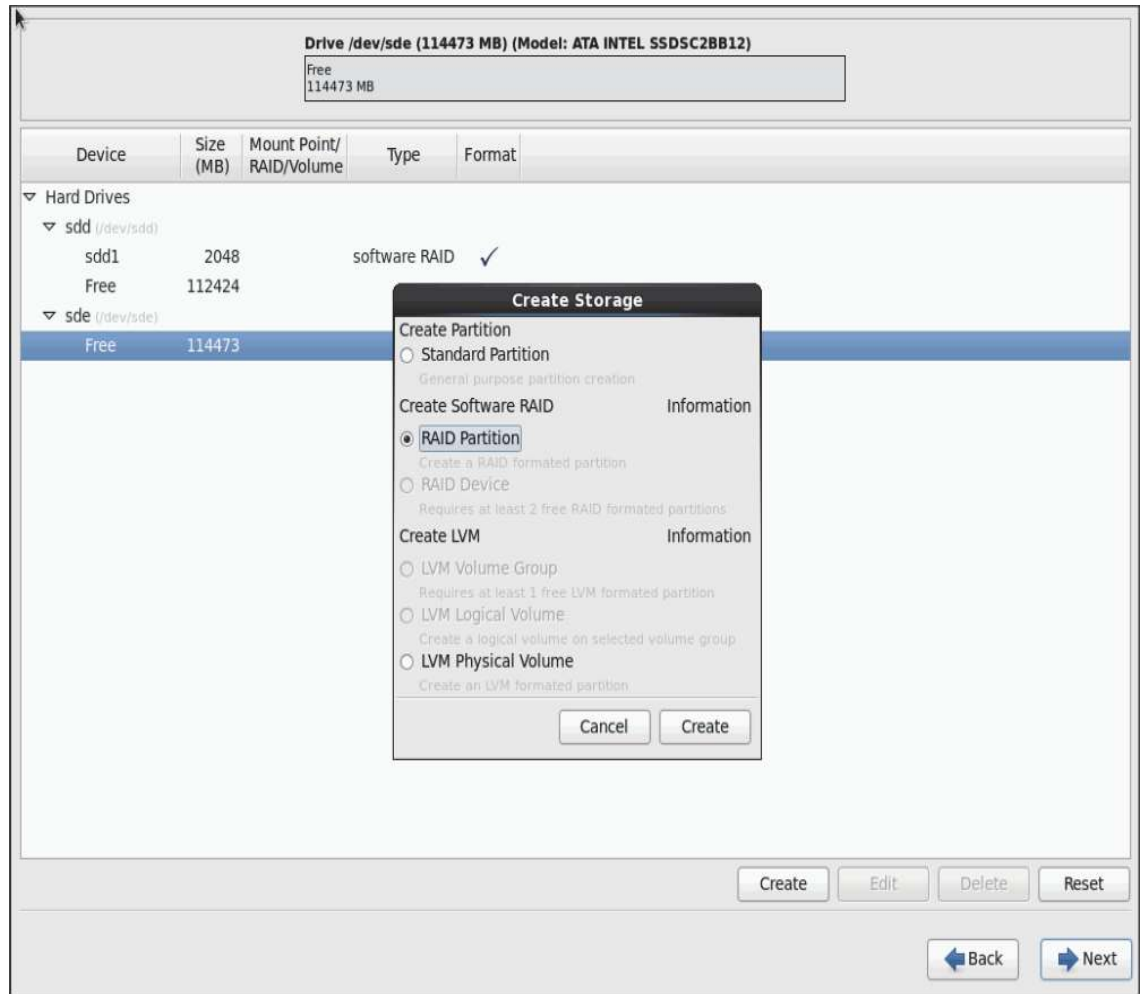 Drive /dev/sde (114473 MB) (Model: ATA INTEL SSDSC2BB12)
Free
114473 MB
Device Size (MB) Mount Point/ RAID/Volume Type Format
Hard Drives
sdd (/dev/sdd)
sdd1 2048 software RAID ✓
Free 112424
sde (/dev/sde)
Free 114473
Create Storage
Create Partition
Standard Partition
General purpose partition creation
Create Software RAID Information
RAID Partition
Create a RAID formated partition
RAID Device
Requires at least 2 free RAID formated partitions
Create LVM Information
LVM Volume Group
Requires at least 1 free LVM formated partition
LVM Logical Volume
Create a logical volume on selected volume group
LVM Physical Volume
Create an LVM formated partition
Cancel Create
Create Edit Delete Reset
Back Next